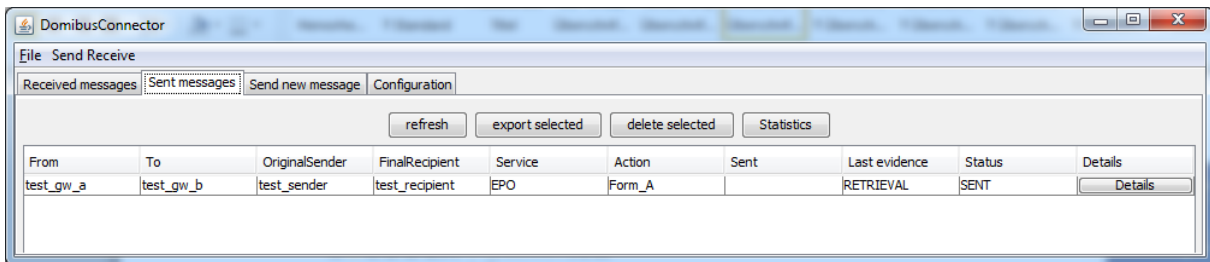 DomibusConnector
File Send Receive
Received messages Sent messages Send new message Configuration
refresh export selected delete selected Statistics
From To OriginalSender FinalRecipient Service Action Sent Last evidence Status Details
test_gw_a test_gw_b test_sender test_recipient EPO Form_A RETRIEVAL SENT Details